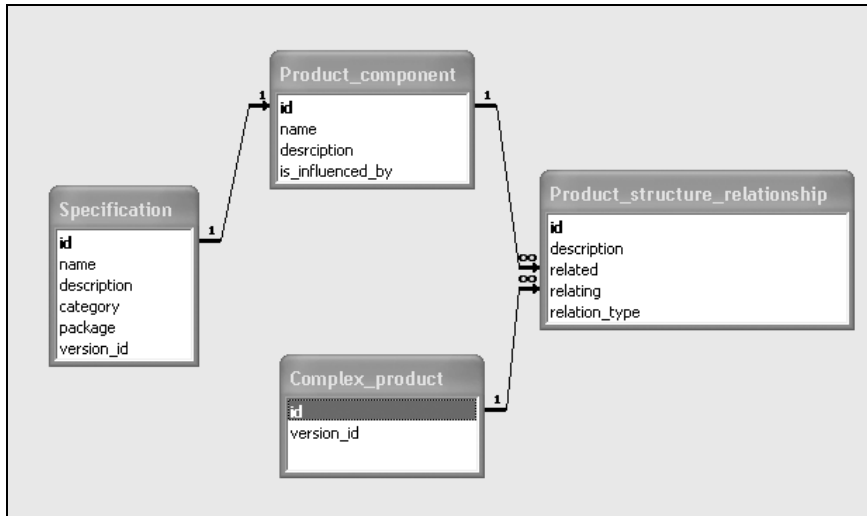 Product_component
1
id
1
name
desrciption
is_influenced_by
Specification
id
1
name
description
category
package
version_id
Product_structure_relationship
id
description
∞ related
∞ relating
relation_type
Complex_product
id
1
version_id